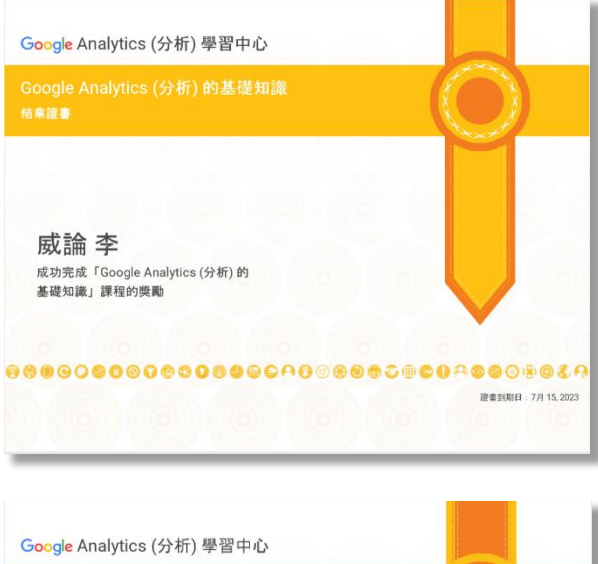 Google Analytics (分析) 學習中心
Google Analytics (分析) 的基礎知識
結業證書
威論 李
成功完成「Google Analytics (分析) 的
基礎知識」課程的獎勵
證書到期日：7月 15, 2023
Google Analytics (分析) 學習中心